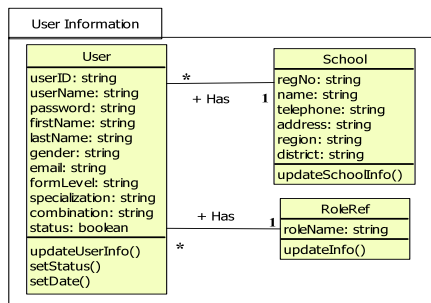 User Information
User
userID: string
userName: string
password: string
firstName: string
lastName: string
gender: string
email: string
formLevel: string
specialization: string
combination: string
status: boolean
updateUserInfo()
setStatus()
setDate()
*
+ Has
1
School
regNo: string
name: string
telephone: string
address: string
region: string
district: string
updateSchoolInfo()
+ Has
1
*
RoleRef
roleName: string
updateInfo()